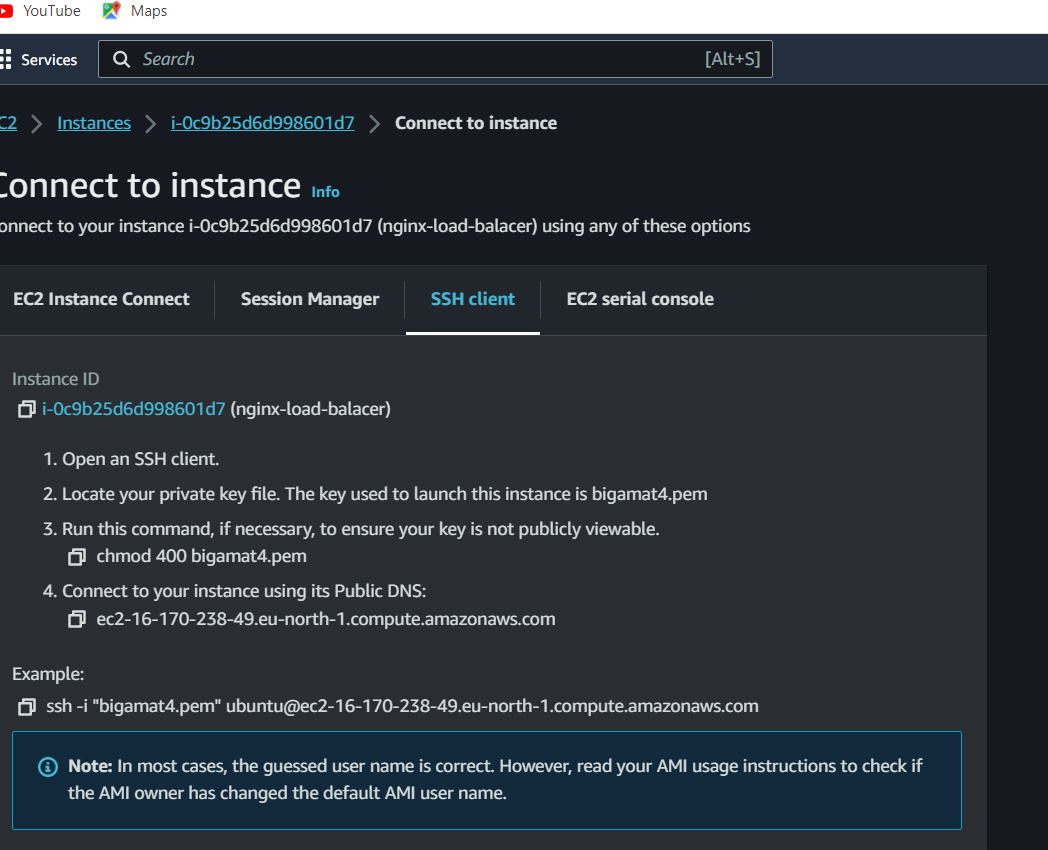 YouTube Maps
Services Search [Alt+S]
C2 Instances i-0c9b25d6d998601d7 Connect to instance
Connect to instance Info
onnect to your instance i-0c9b25d6d998601d7 (nginx-load-balacer) using any of these options
EC2 Instance Connect Session Manager SSH client EC2 serial console
Instance ID
i-0c9b25d6d998601d7 (nginx-load-balacer)
1. Open an SSH client.
2. Locate your private key file. The key used to launch this instance is bigamat4.pem
3. Run this command, if necessary, to ensure your key is not publicly viewable.
chmod 400 bigamat4.pem
4. Connect to your instance using its Public DNS:
ec2-16-170-238-49.eu-north-1.compute.amazonaws.com
Example:
ssh -i "bigamat4.pem" ubuntu@ec2-16-170-238-49.eu-north-1.compute.amazonaws.com
Note: In most cases, the guessed user name is correct. However, read your AMI usage instructions to check if
the AMI owner has changed the default AMI user name.